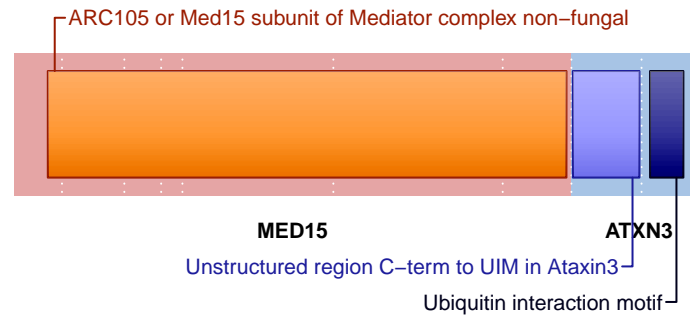 ARC105 or Med15 subunit of Mediator complex non−fungal
MED15 ATXN3
Unstructured region C−term to UIM in Ataxin3
Ubiquitin interaction motif